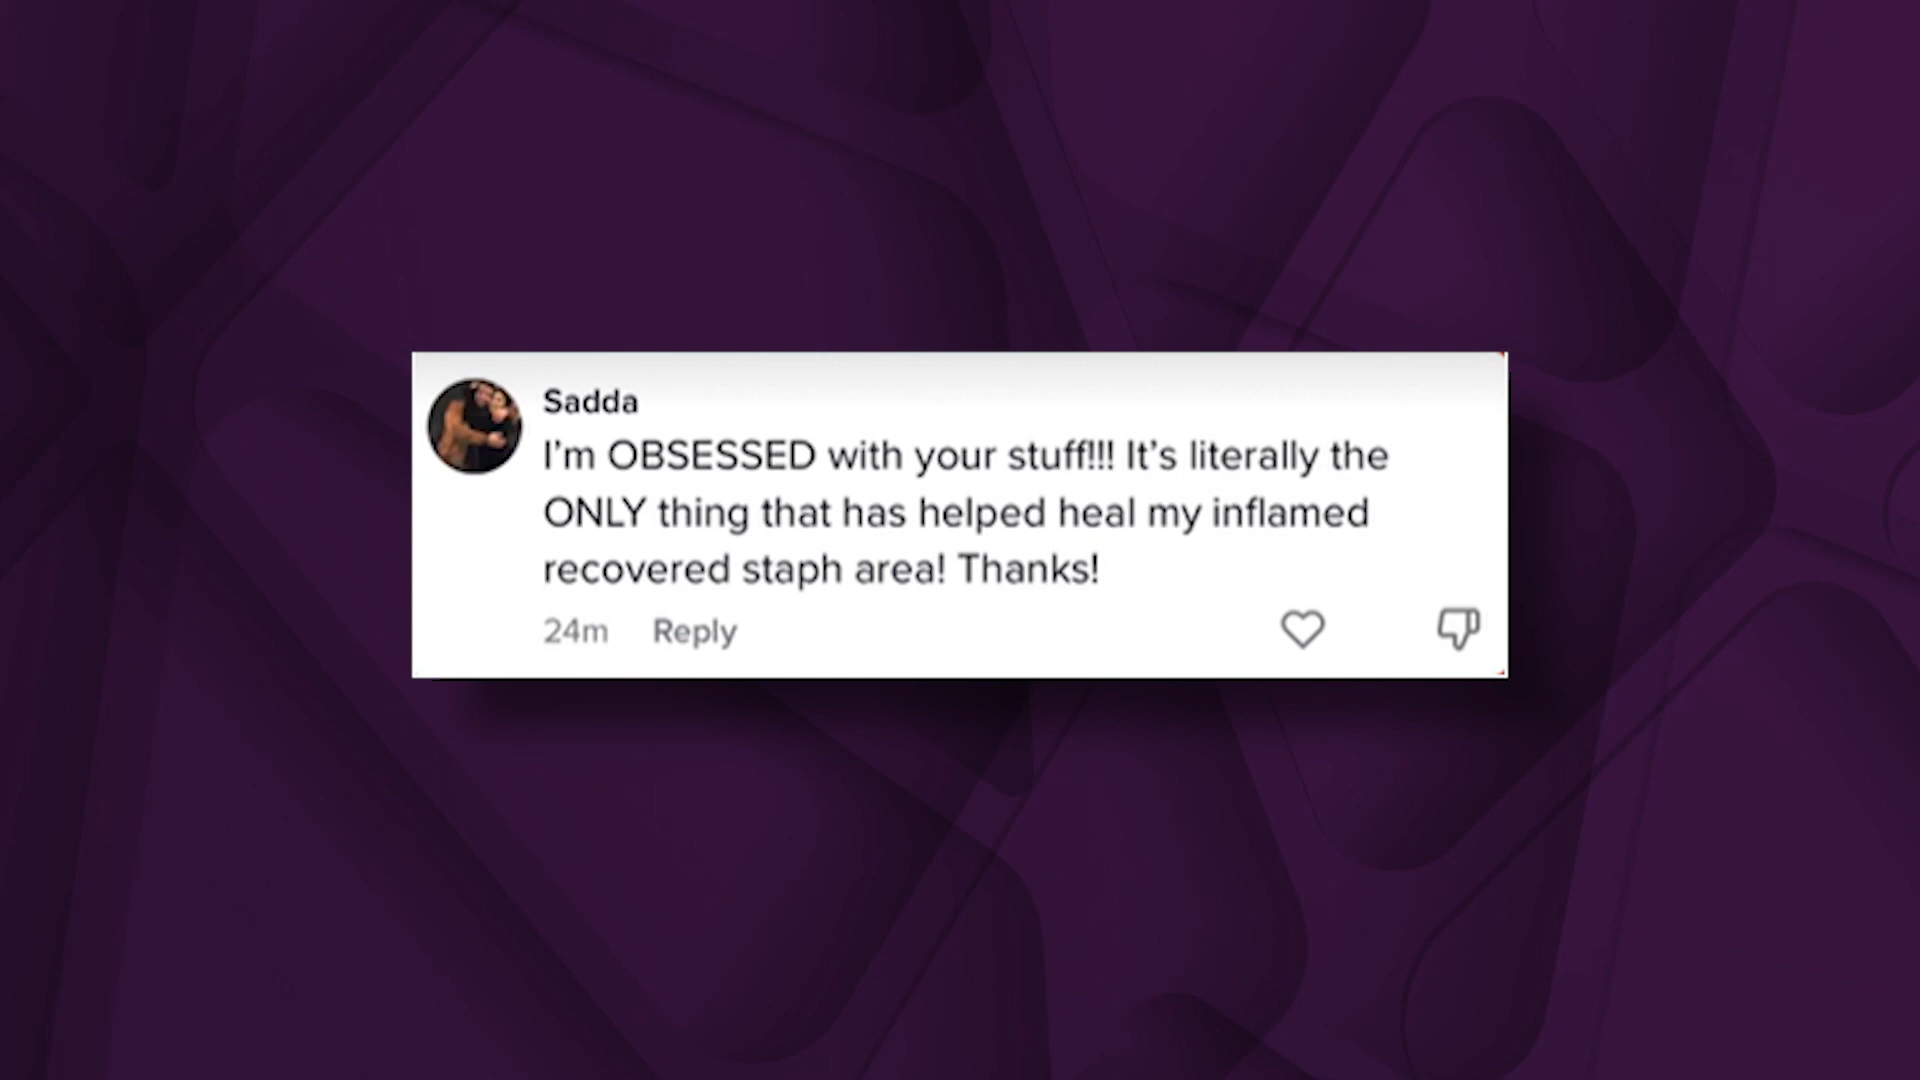 Sadda
I'm OBSESSED with your stuff!!! It's literally the
ONLY thing that has helped heal my inflamed
recovered staph area! Thanks!
24m Reply